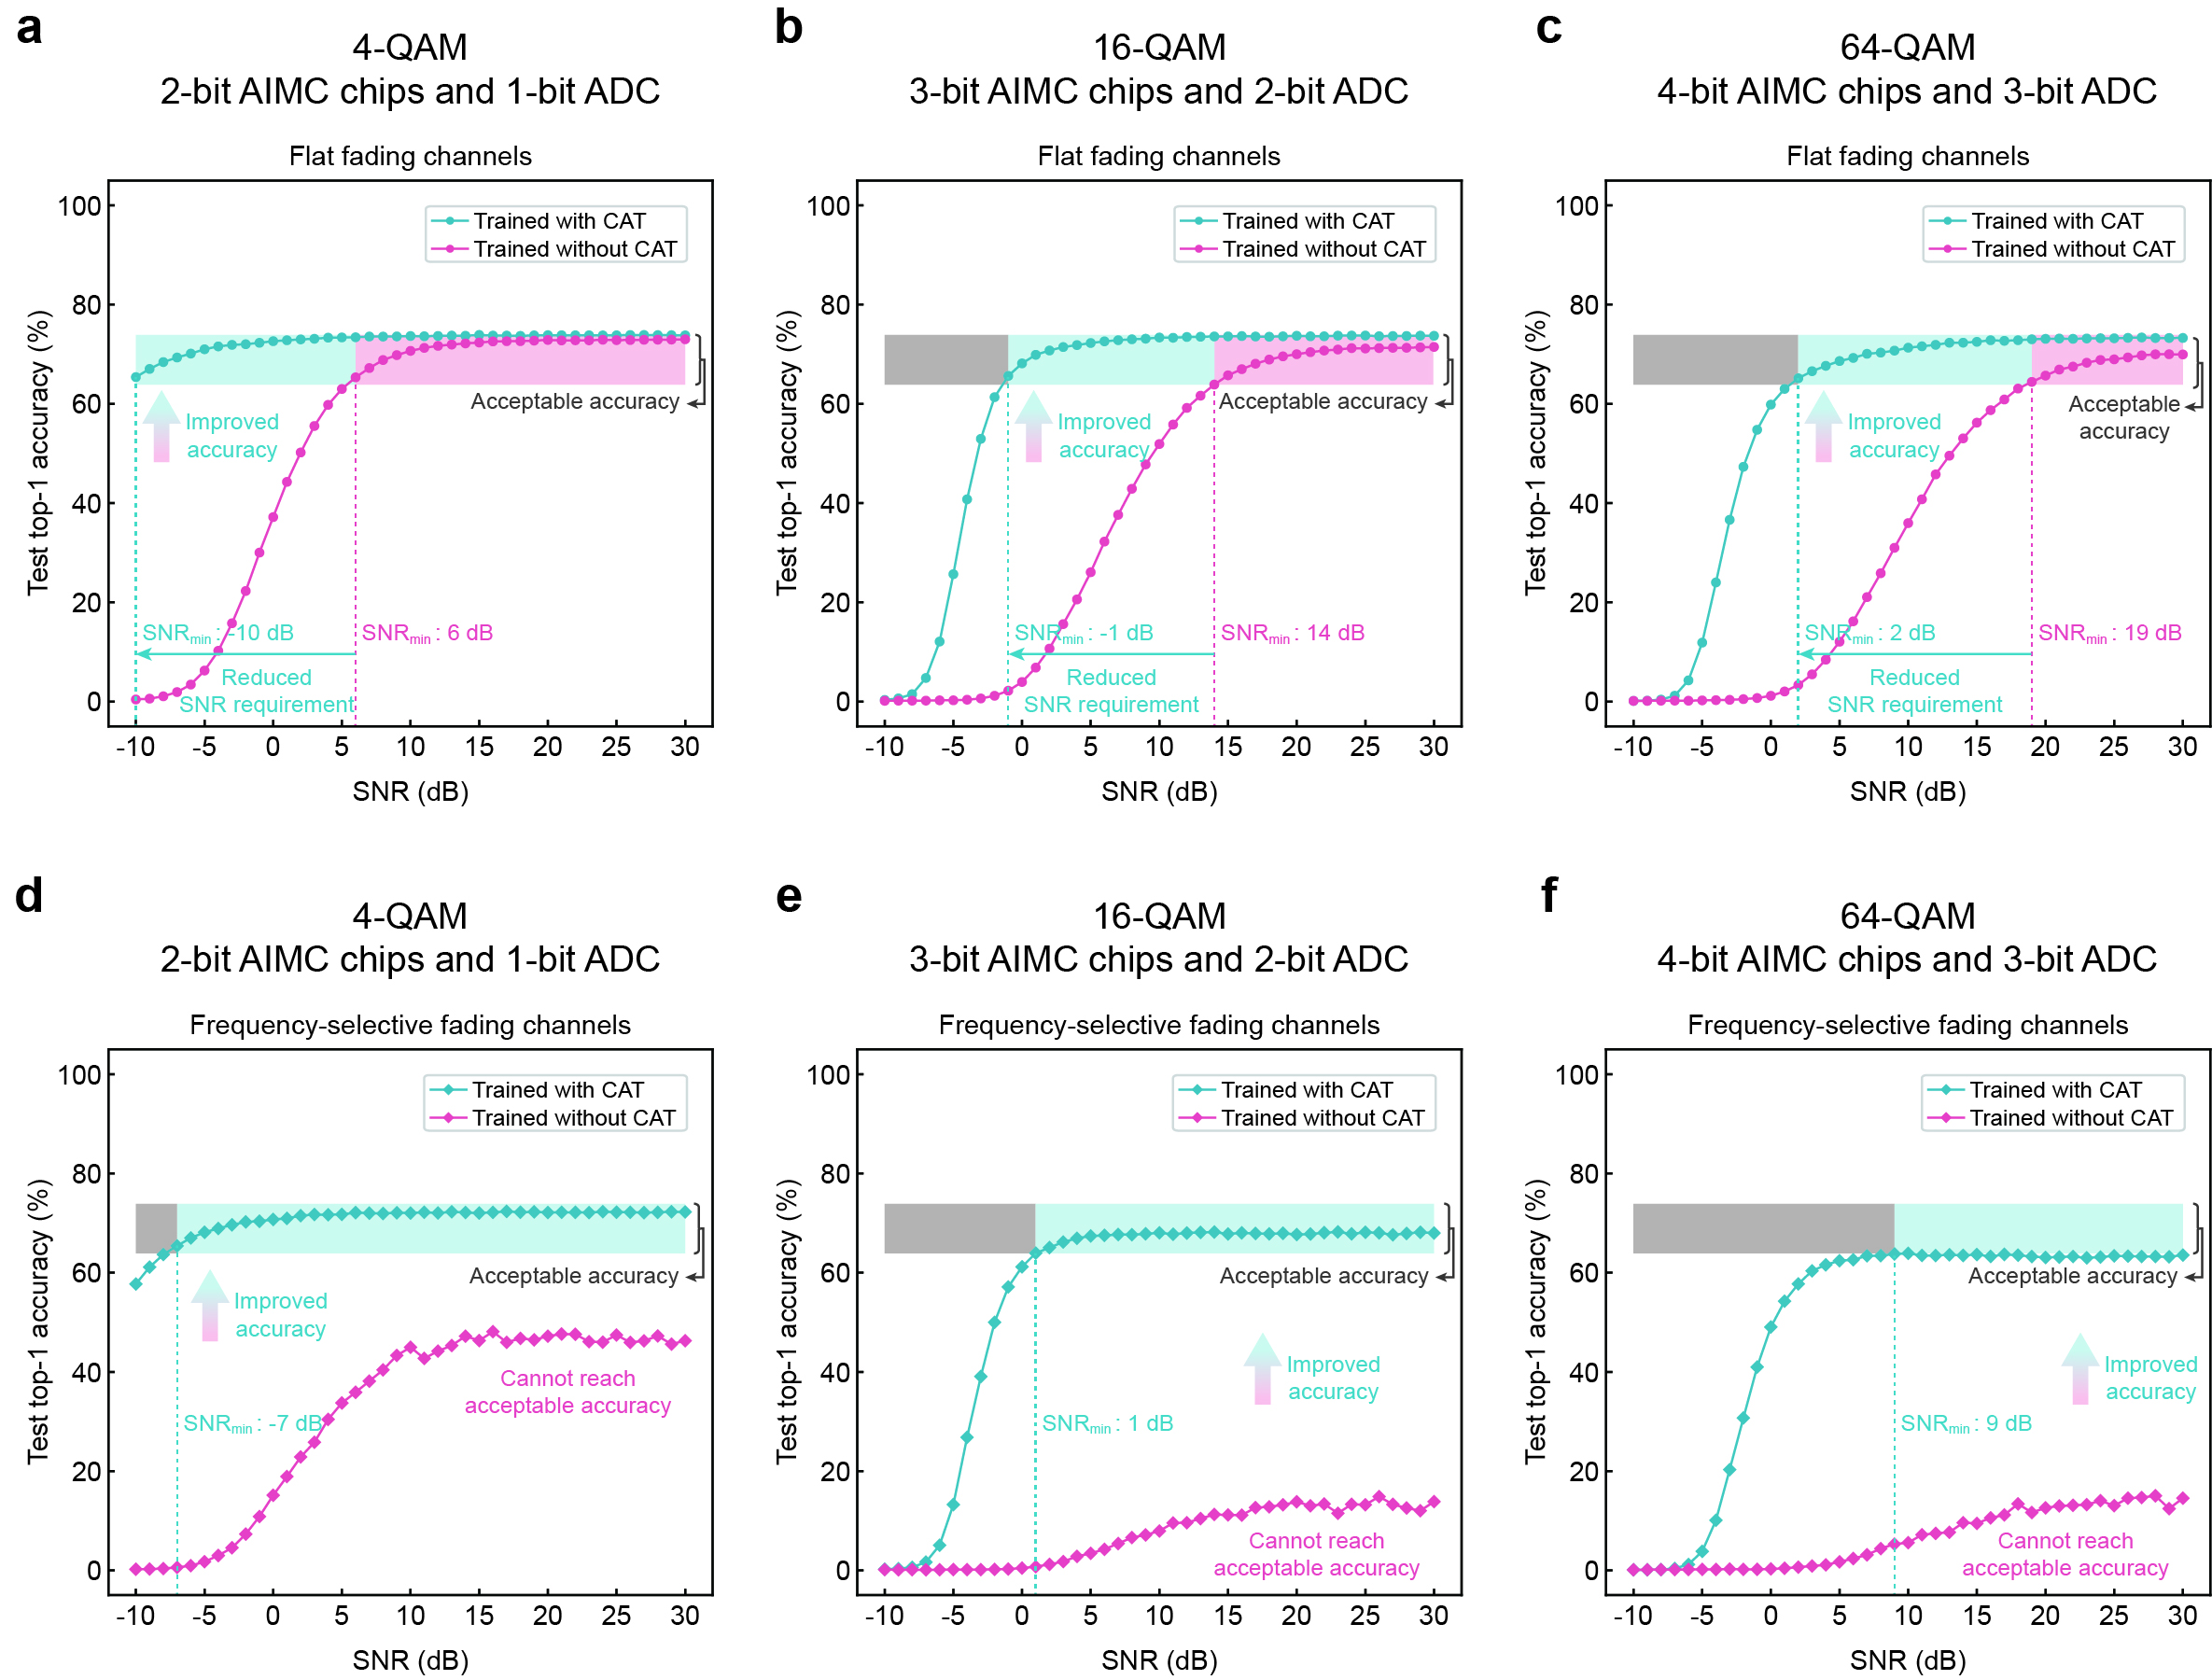 a
4-QAM
2-bit AIMC chips and 1-bit ADC
Flat fading channels
Test top-1 accuracy (%)
100
80
60
40
20
0
Trained with CAT
Trained without CAT
Acceptable accuracy
Improved
accuracy
SNRmin : -10 dB
SNRmin : 6 dB
Reduced
SNR requirement
-10 -5 0 5 10 15 20 25 30
SNR (dB)
b
16-QAM
3-bit AIMC chips and 2-bit ADC
Flat fading channels
Test top-1 accuracy (%)
100
80
60
40
20
0
Trained with CAT
Trained without CAT
Acceptable accuracy
Improved
accuracy
SNRmin : -1 dB
SNRmin : 14 dB
Reduced
SNR requirement
-10 -5 0 5 10 15 20 25 30
SNR (dB)
c
64-QAM
4-bit AIMC chips and 3-bit ADC
Flat fading channels
Test top-1 accuracy (%)
100
80
60
40
20
0
Trained with CAT
Trained without CAT
Acceptable
accuracy
Improved
accuracy
SNRmin : 2 dB
SNRmin : 19 dB
Reduced
SNR requirement
-10 -5 0 5 10 15 20 25 30
SNR (dB)
d
4-QAM
2-bit AIMC chips and 1-bit ADC
Frequency-selective fading channels
Test top-1 accuracy (%)
100
80
60
40
20
0
Trained with CAT
Trained without CAT
Acceptable accuracy
Improved
accuracy
Cannot reach
acceptable accuracy
SNRmin : -7 dB
-10 -5 0 5 10 15 20 25 30
SNR (dB)
e
16-QAM
3-bit AIMC chips and 2-bit ADC
Frequency-selective fading channels
Test top-1 accuracy (%)
100
80
60
40
20
0
Trained with CAT
Trained without CAT
Acceptable accuracy
Improved
accuracy
SNRmin : 1 dB
Cannot reach
acceptable accuracy
-10 -5 0 5 10 15 20 25 30
SNR (dB)
f
64-QAM
4-bit AIMC chips and 3-bit ADC
Frequency-selective fading channels
Test top-1 accuracy (%)
100
80
60
40
20
0
Trained with CAT
Trained without CAT
Acceptable accuracy
Improved
accuracy
SNRmin : 9 dB
Cannot reach
acceptable accuracy
-10 -5 0 5 10 15 20 25 30
SNR (dB)